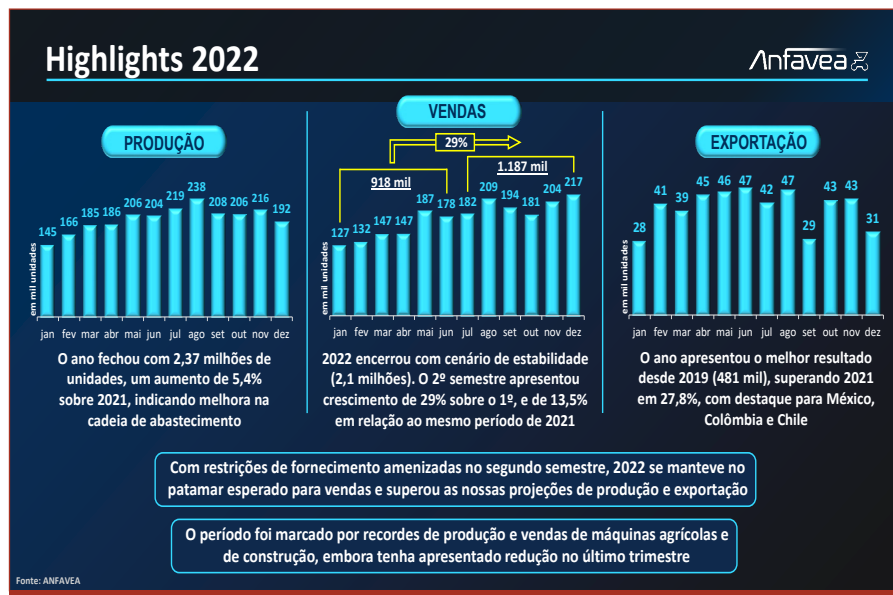 Highlights 2022
Anfavea
PRODUÇÃO
em mil unidades
145 166 185 186 206 204 219 238 208 206 216 192
jan fev mar abr mai jun jul ago set out nov dez
O ano fechou com 2,37 milhões de
unidades, um aumento de 5,4%
sobre 2021, indicando melhora na
cadeia de abastecimento
VENDAS
29%
918 mil
1.187 mil
em mil unidades
127 132 147 147 187 178 182 209 194 181 204 217
jan fev mar abr mai jun jul ago set out nov dez
2022 encerrou com cenário de estabilidade
(2,1 milhões). O 2º semestre apresentou
crescimento de 29% sobre o 1º, e de 13,5%
em relação ao mesmo período de 2021
EXPORTAÇÃO
em mil unidades
28 41 39 45 46 47 42 47 29 43 43 31
jan fev mar abr mai jun jul ago set out nov dez
O ano apresentou o melhor resultado
desde 2019 (481 mil), superando 2021
em 27,8%, com destaque para México,
Colômbia e Chile
Com restrições de fornecimento amenizadas no segundo semestre, 2022 se manteve no
patamar esperado para vendas e superou as nossas projeções de produção e exportação
O período foi marcado por recordes de produção e vendas de máquinas agrícolas e
de construção, embora tenha apresentado redução no último trimestre
Fonte: ANFAVEA